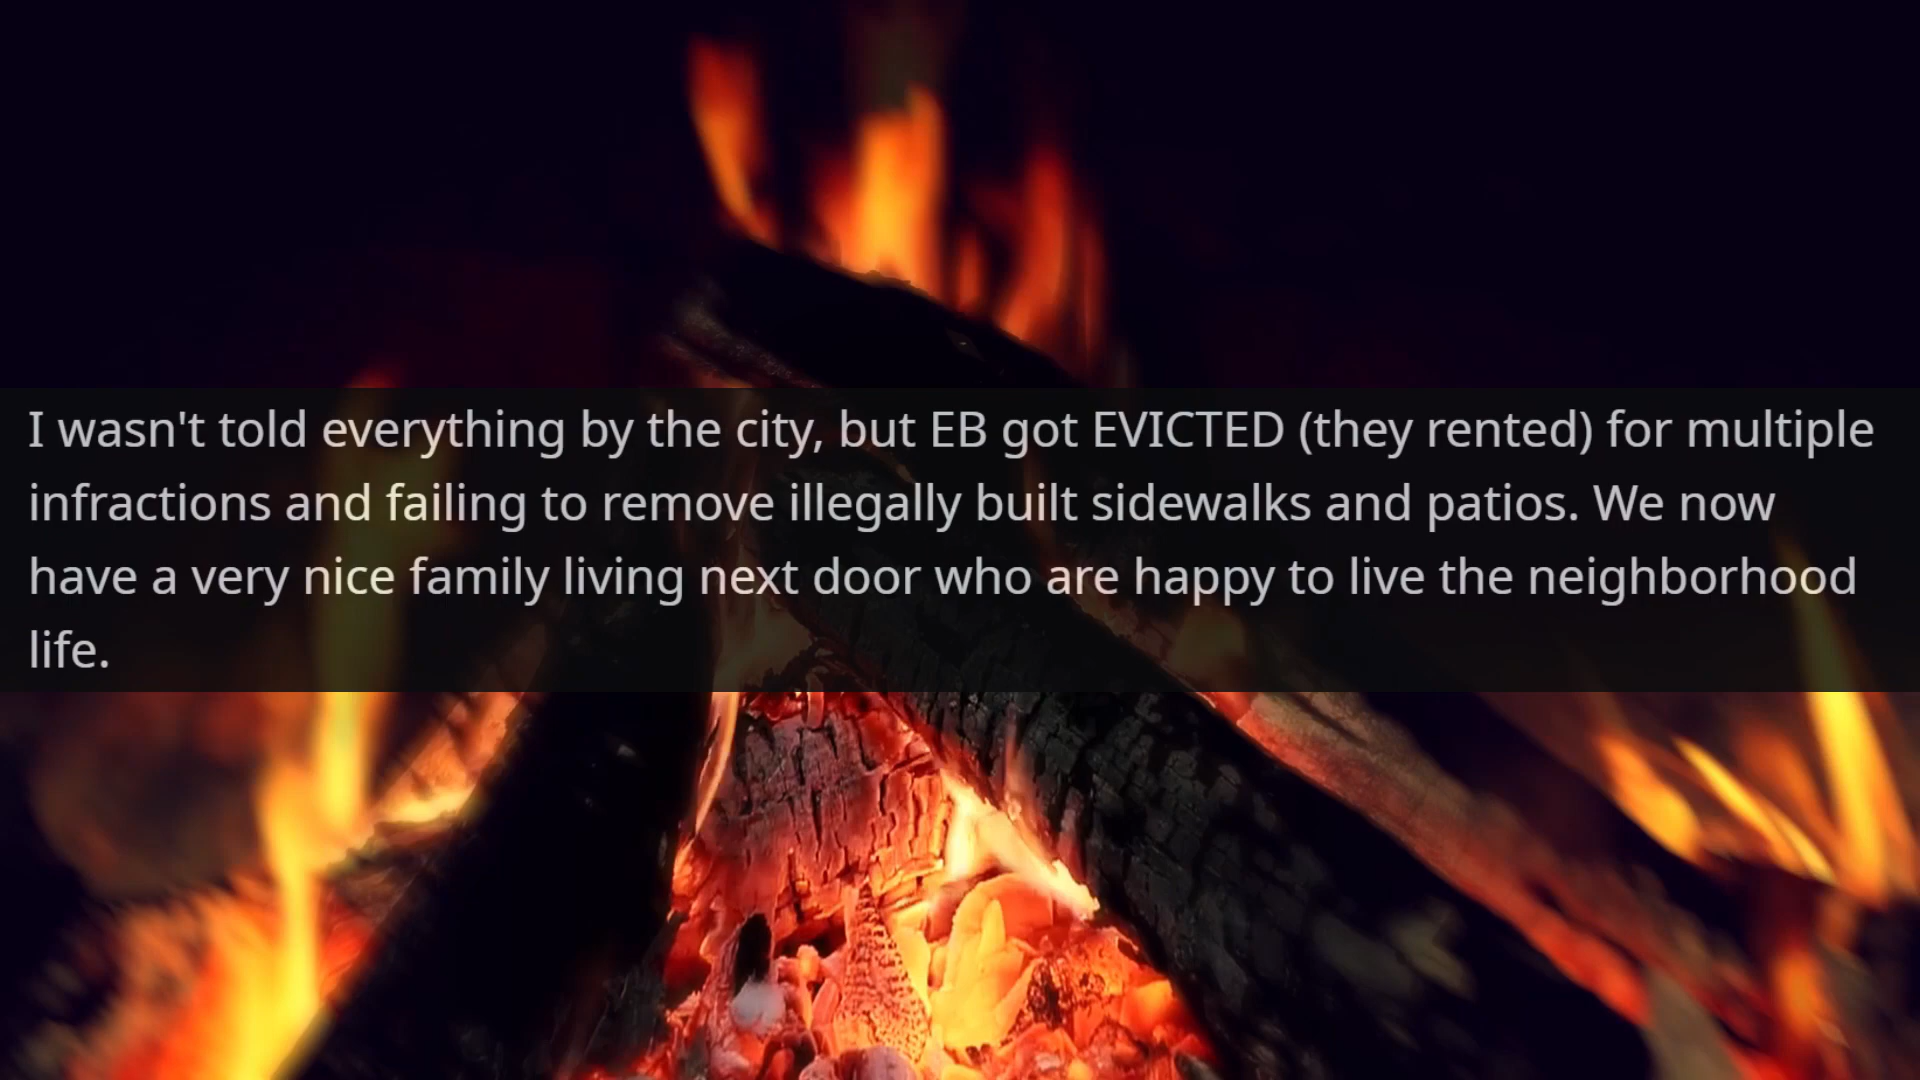 I wasn't told everything by the city, but EB got EVICTED (they rented) for multiple
infractions and failing to remove illegally built sidewalks and patios. We now
have a very nice family living next door who are happy to live the neighborhood
life.